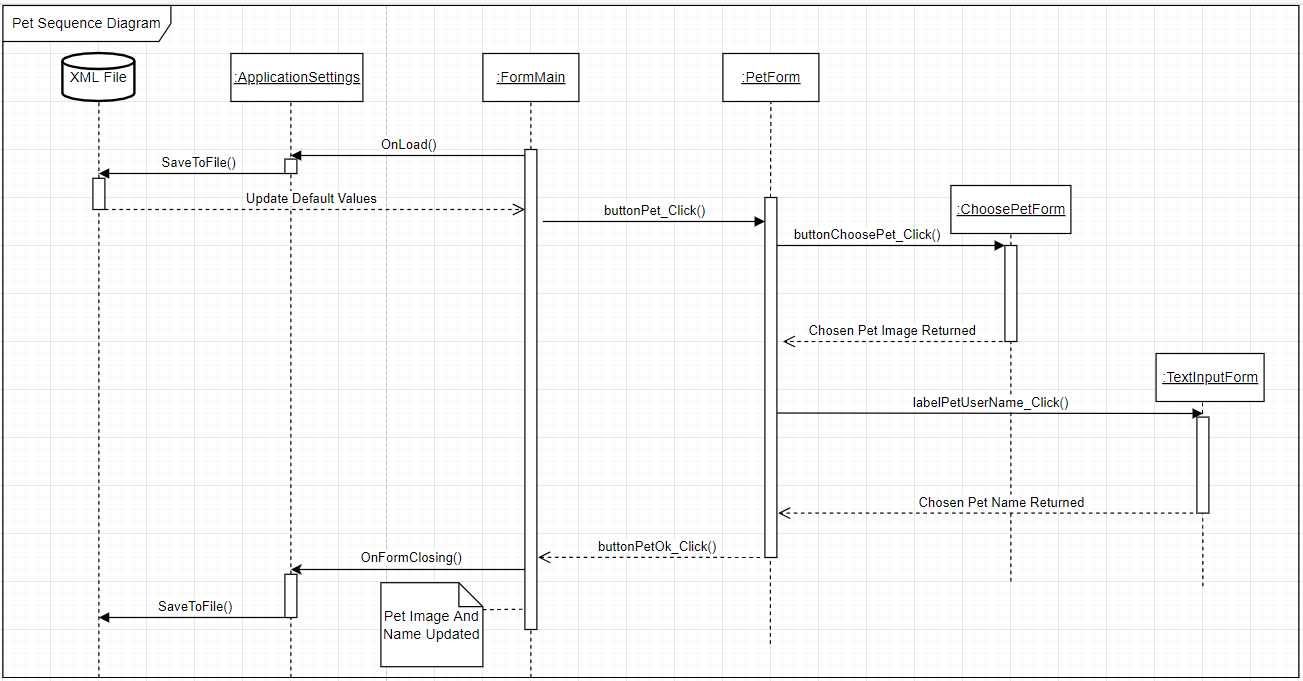 Pet Sequence Diagram
XML File
:ApplicationSettings
:FormMain
:PetForm
OnLoad()
SaveToFile()
Update Default Values
buttonPet_Click()
:ChoosePetForm
buttonChoosePet_Click()
Chosen Pet Image Returned
:TextInputForm
labelPetUserName_Click()
Chosen Pet Name Returned
buttonPetOk_Click()
OnFormClosing()
SaveToFile()
Pet Image And
Name Updated